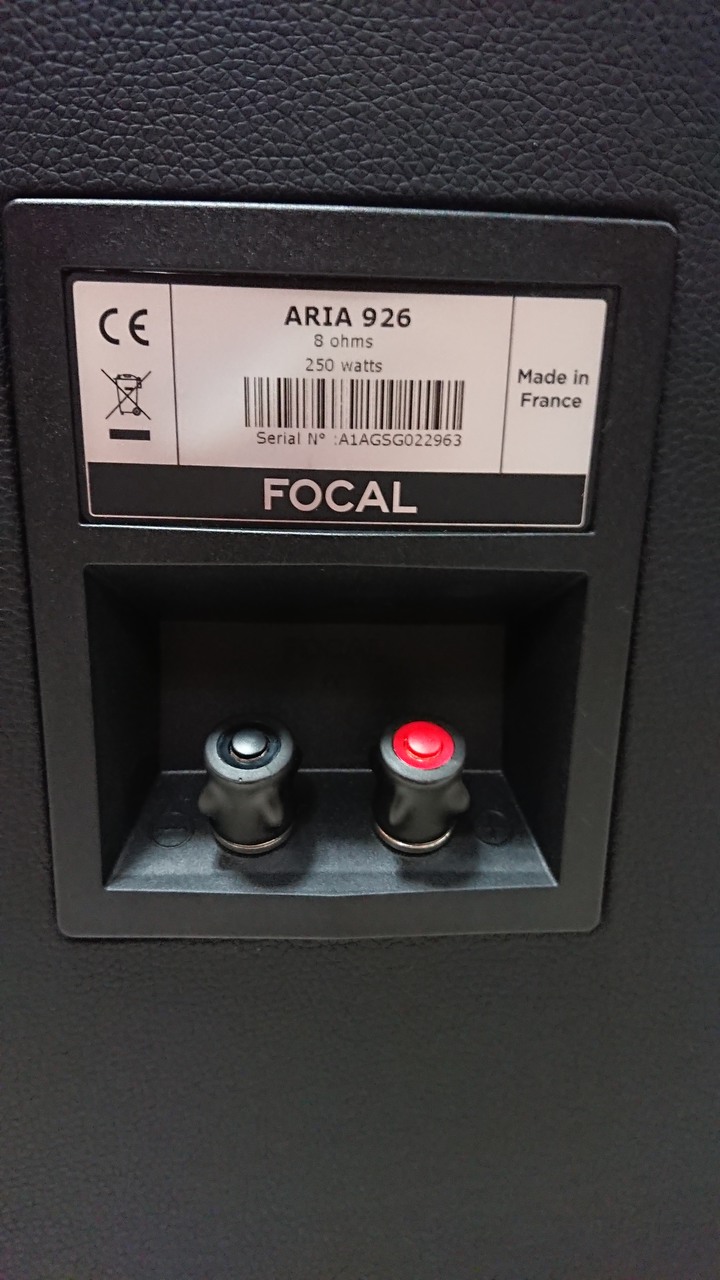 CE
ARIA 926
8 ohms
250 watts
Serial N° :A1AGSG022963
Made in
France
FOCAL